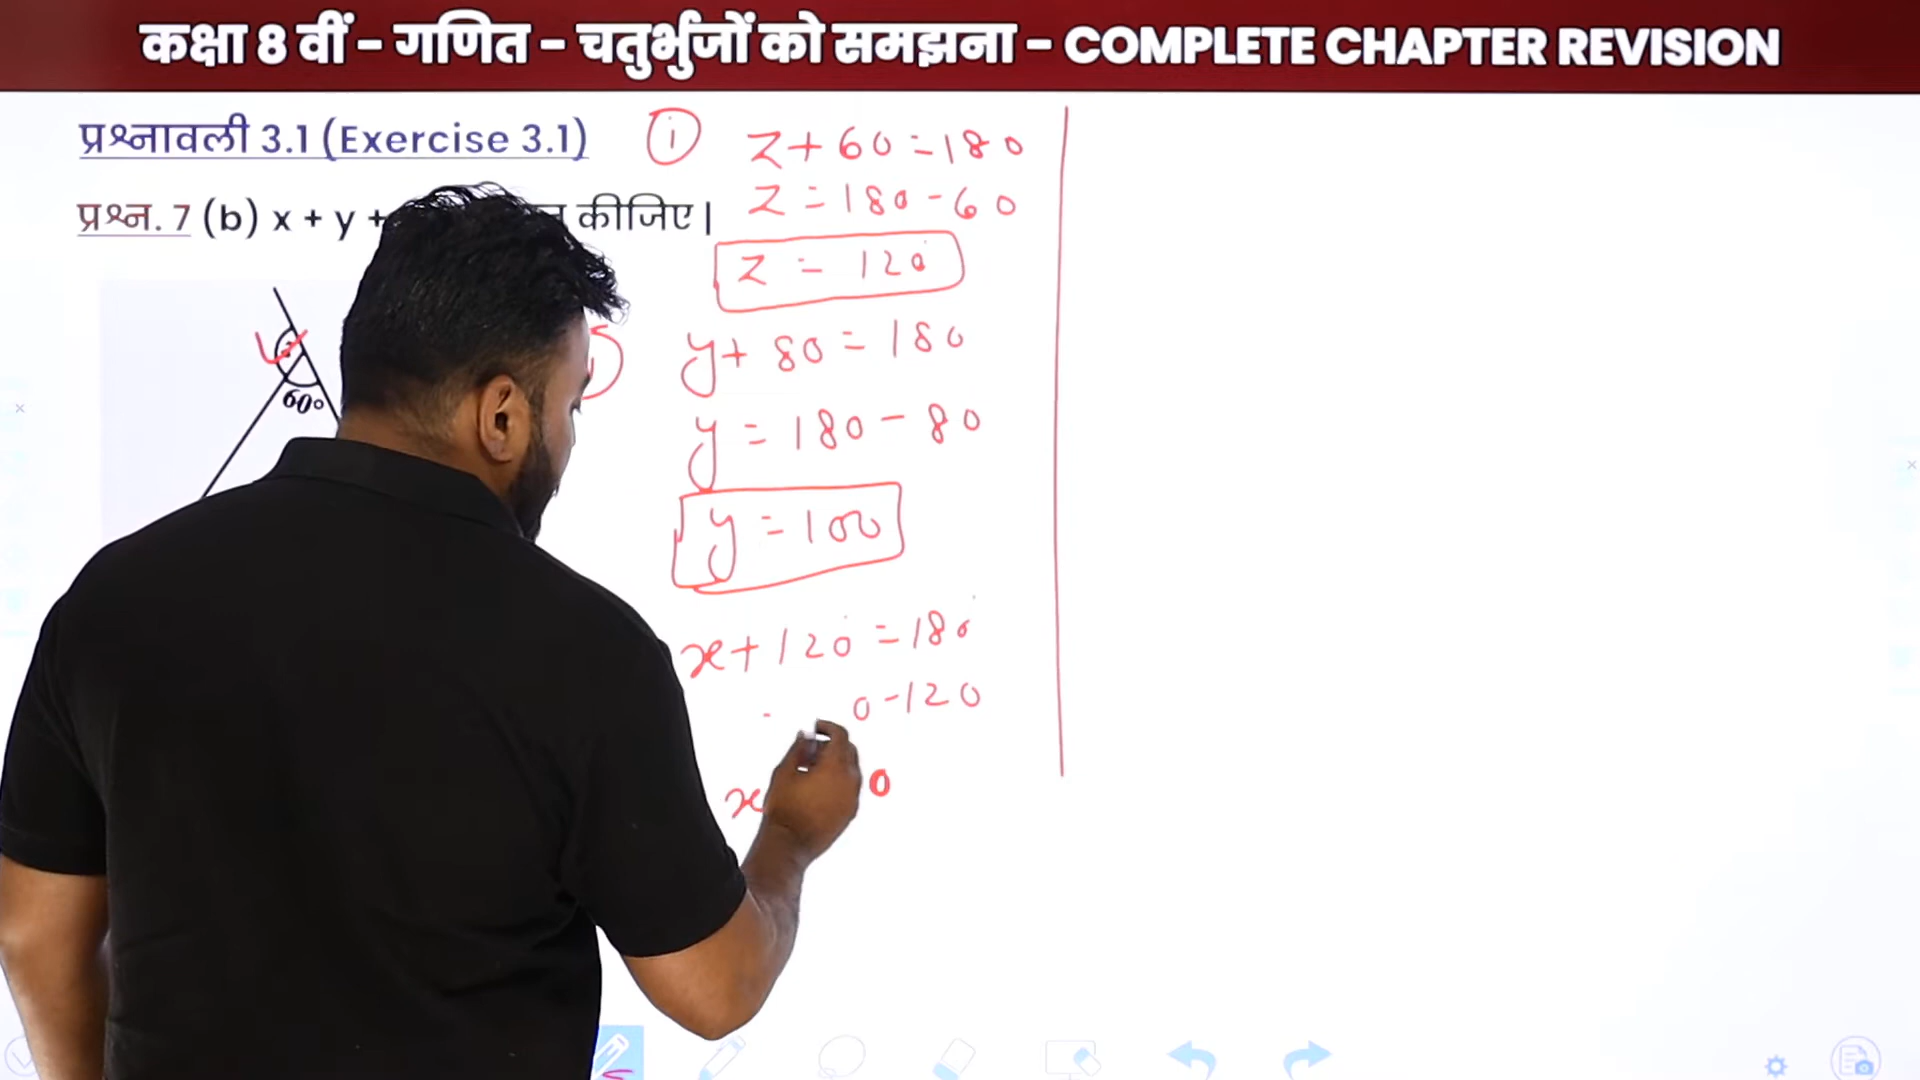 कक्षा 8 वीं – गणित – चतुर्भुजों को समझना – COMPLETE CHAPTER REVISION
प्रश्नावली 3.1 (Exercise 3.1)
प्रश्न. 7 (b) x + y + कीजिए |
60°
i
z + 60 = 180
z = 180 - 60
z = 120
y + 80 = 180
y = 180 - 80
y = 100
x + 120 = 180
0 - 120
x 0